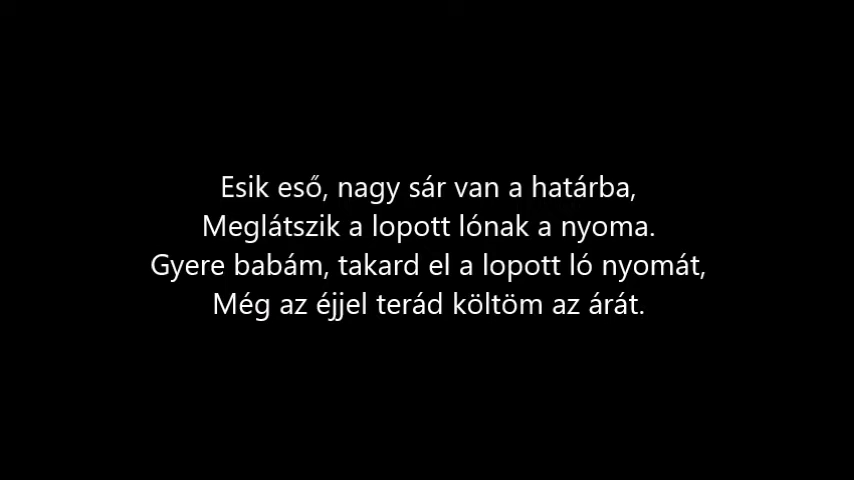 Esik eső, nagy sár van a határba,
Meglátszik a lopott lónak a nyoma.
Gyere babám, takard el a lopott ló nyomát,
Még az éjjel terád költöm az árát.